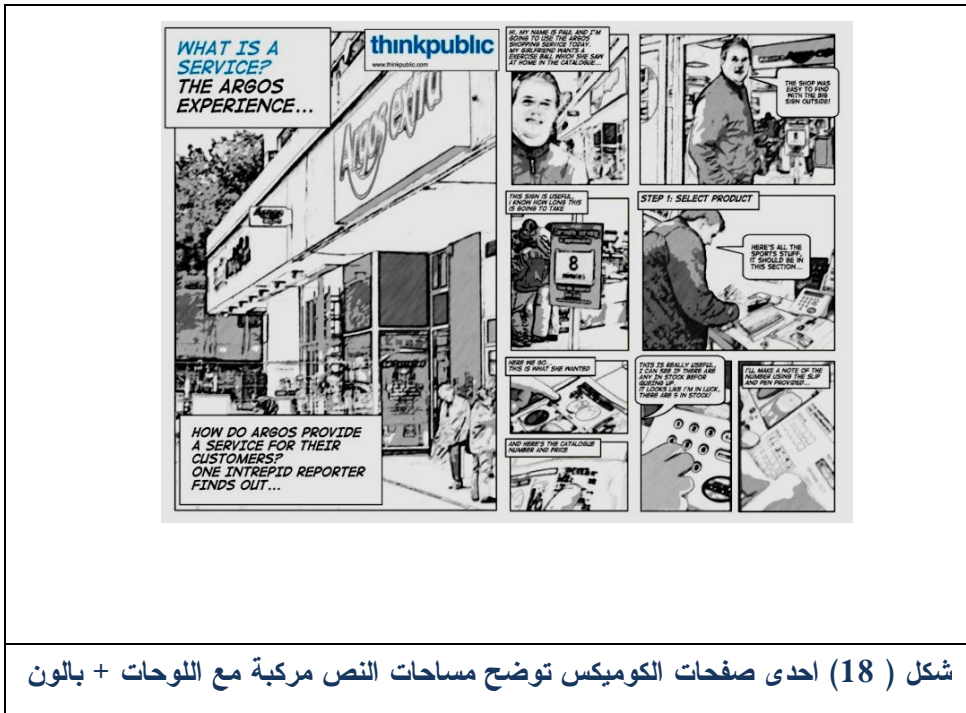 WHAT IS A
SERVICE?
THE ARGOS
EXPERIENCE...
thinkpublic
www.thinkpublic.com
Argos extra
HOW DO ARGOS PROVIDE
A SERVICE FOR THEIR
CUSTOMERS?
ONE INTREPID REPORTER
FINDS OUT...
HI, MY NAME IS PAUL AND I'M
GOING TO USE THE ARGOS
SHOPPING SERVICE TODAY.
MY GIRLFRIEND WANTS A
EXERCISE BALL WHICH SHE SAW
AT HOME IN THE CATALOGUE...
THE SHOP WAS
EASY TO FIND
WITH THE BIG
SIGN OUTSIDE!
THIS SIGN IS USEFUL,
I KNOW HOW LONG THIS
IS GOING TO TAKE
8
STEP 1: SELECT PRODUCT
HERE'S ALL THE
SPORTS STUFF,
IT SHOULD BE IN
THIS SECTION...
HERE WE GO...
THIS IS WHAT SHE WANTED
AND HERE'S THE CATALOGUE
NUMBER AND PRICE
THIS IS REALLY USEFUL,
I CAN SEE IF THERE ARE
ANY IN STOCK BEFOR
QUEING UP.
IT LOOKS LIKE I'M IN LUCK,
THERE ARE 5 IN STOCK!
I'LL MAKE A NOTE OF THE
NUMBER USING THE SLIP
AND PEN PROVIDED...
شكل ( 18) احدى صفحات الكوميكس توضح مساحات النص مركبة مع اللوحات + بالون